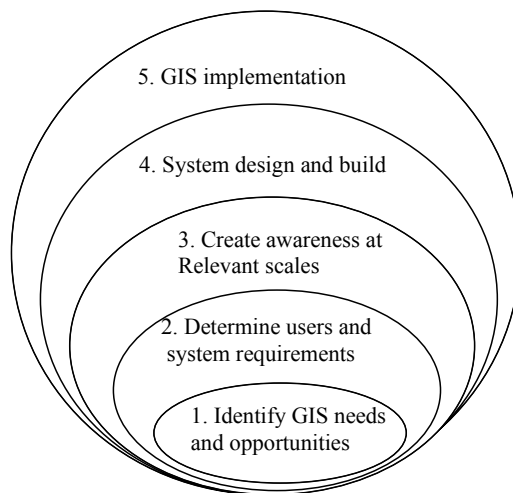 5. GIS implementation
4. System design and build
3. Create awareness at
Relevant scales
2. Determine users and
system requirements
1. Identify GIS needs
and opportunities